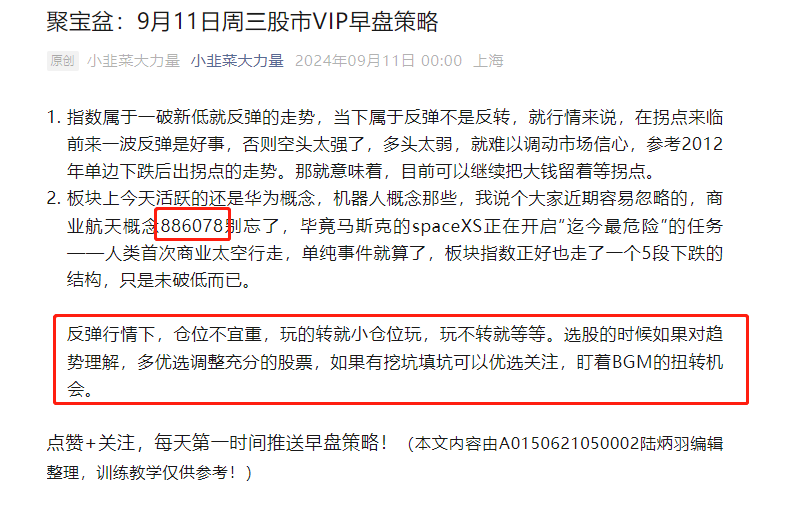 聚宝盆：9月11日周三股市VIP早盘策略
原创 小韭菜大力量 小韭菜大力量 2024年09月11日 00:00 上海
1. 指数属于一破新低就反弹的走势，当下属于反弹不是反转，就行情来说，在拐点来临
前来一波反弹是好事，否则空头太强了，多头太弱，就难以调动市场信心，参考2012
年单边下跌后出拐点的走势。那就意味着，目前可以继续把大钱留着等拐点。
2. 板块上今天活跃的还是华为概念，机器人概念那些，我说个大家近期容易忽略的，商
业航天概念886078别忘了，毕竟马斯克的spaceXS正在开启“迄今最危险”的任务
——人类首次商业太空行走，单纯事件就算了，板块指数正好也走了一个5段下跌的
结构，只是未破低而已。
反弹行情下，仓位不宜重，玩的转就小仓位玩，玩不转就等等。选股的时候如果对趋
势理解，多优选调整充分的股票，如果有挖坑填坑可以优选关注，盯着BGM的扭转机
会。
点赞+关注，每天第一时间推送早盘策略！（本文内容由A0150621050002陆炳羽编辑
整理，训练教学仅供参考！）